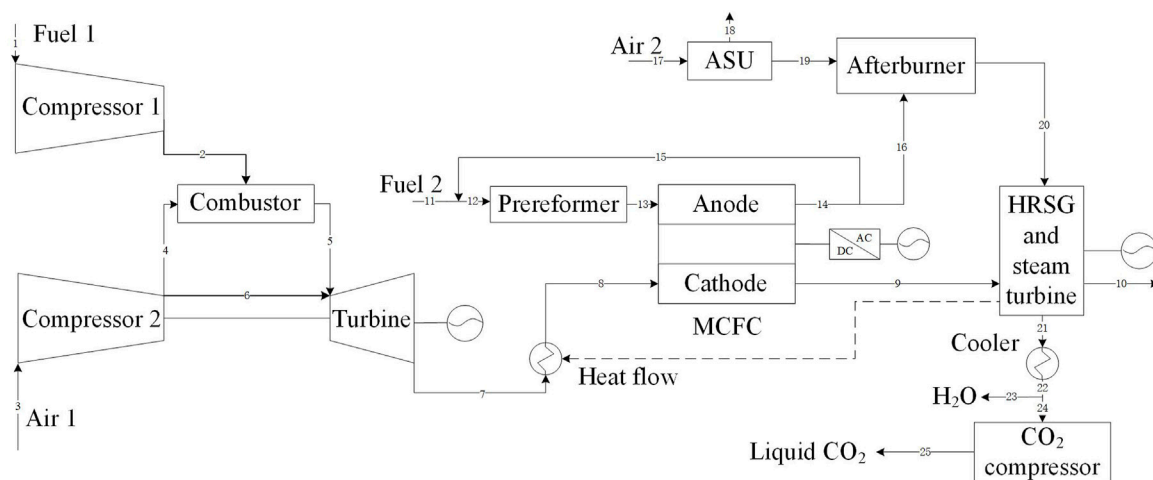 1
Fuel 1
Compressor 1
2
Combustor
4
5
6
Compressor 2
Turbine
3
Air 1
7
Heat flow
8
Fuel 2
11
12
Prereformer
13
15
Anode
14
16
DC
AC
Cathode
MCFC
9
Air 2
17
18
ASU
19
Afterburner
20
HRSG
and
steam
turbine
10
21
Cooler
22
H₂O
23
24
CO₂
compressor
25
Liquid CO₂